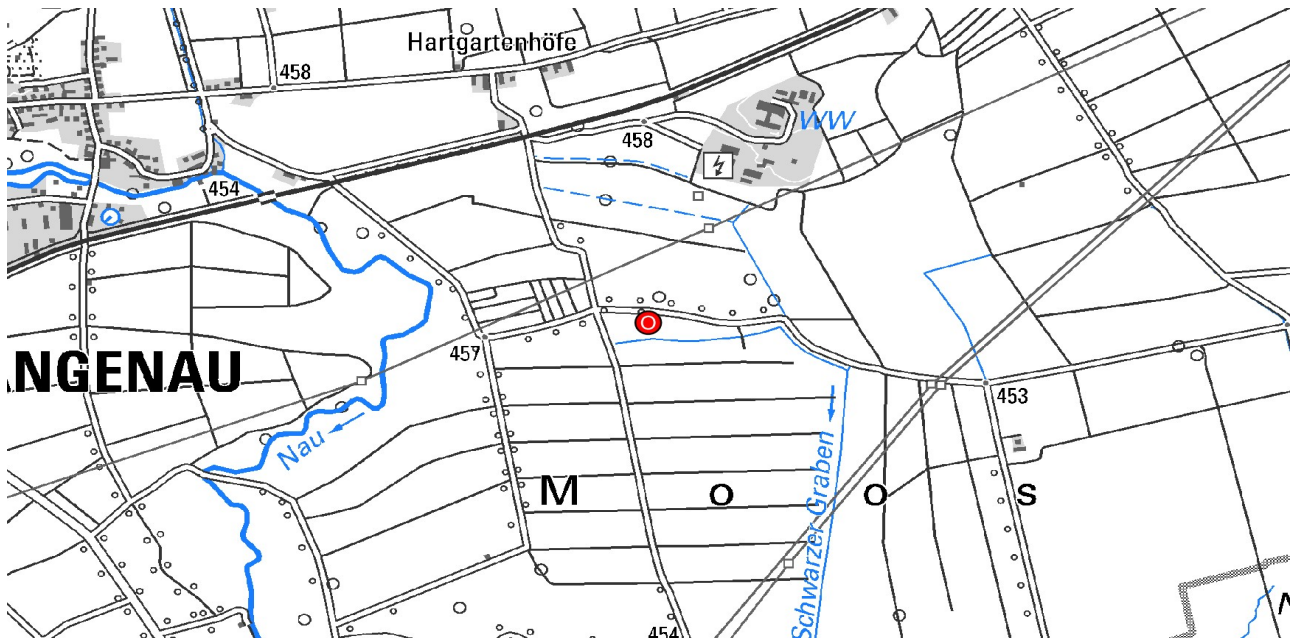 Hartgartenhöfe
458
458
WW
454
457
NGENAU
453
Nau
M o o s
Schwarzer Graben
454